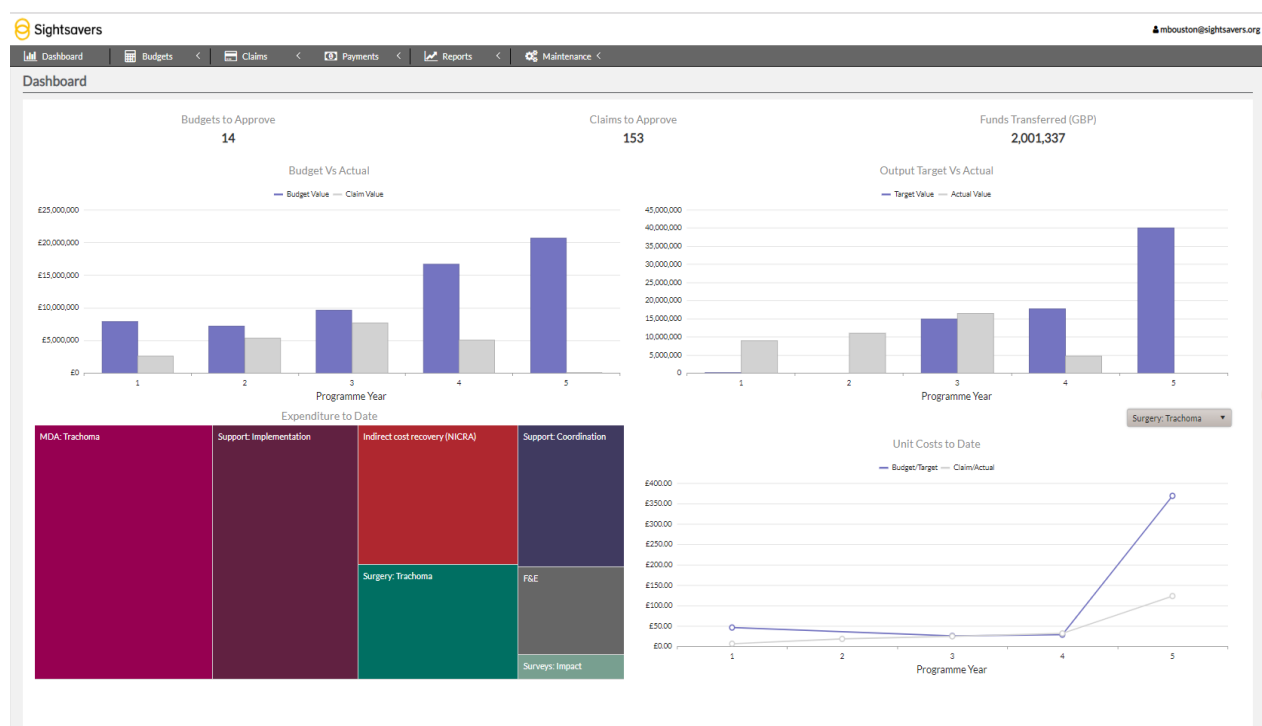 Sightsavers
mbouston@sightsavers.org
Dashboard Budgets Claims Payments Reports Maintenance
Dashboard
Budgets to Approve
14
Claims to Approve
153
Funds Transferred (GBP)
2,001,337
Budget Vs Actual
Budget Value Claim Value
£25,000,000
£20,000,000
£15,000,000
£10,000,000
£5,000,000
£0
1 2 3 4 5
Programme Year
Output Target Vs Actual
Target Value Actual Value
45,000,000
40,000,000
35,000,000
30,000,000
25,000,000
20,000,000
15,000,000
10,000,000
5,000,000
0
1 2 3 4 5
Programme Year
Expenditure to Date
MDA: Trachoma
Support: Implementation
Indirect cost recovery (NICRA)
Support: Coordination
Surgery: Trachoma
F&E
Surveys: Impact
Surgery: Trachoma
Unit Costs to Date
Budget/Target Claim/Actual
£400.00
£350.00
£300.00
£250.00
£200.00
£150.00
£100.00
£50.00
£0.00
1 2 3 4 5
Programme Year